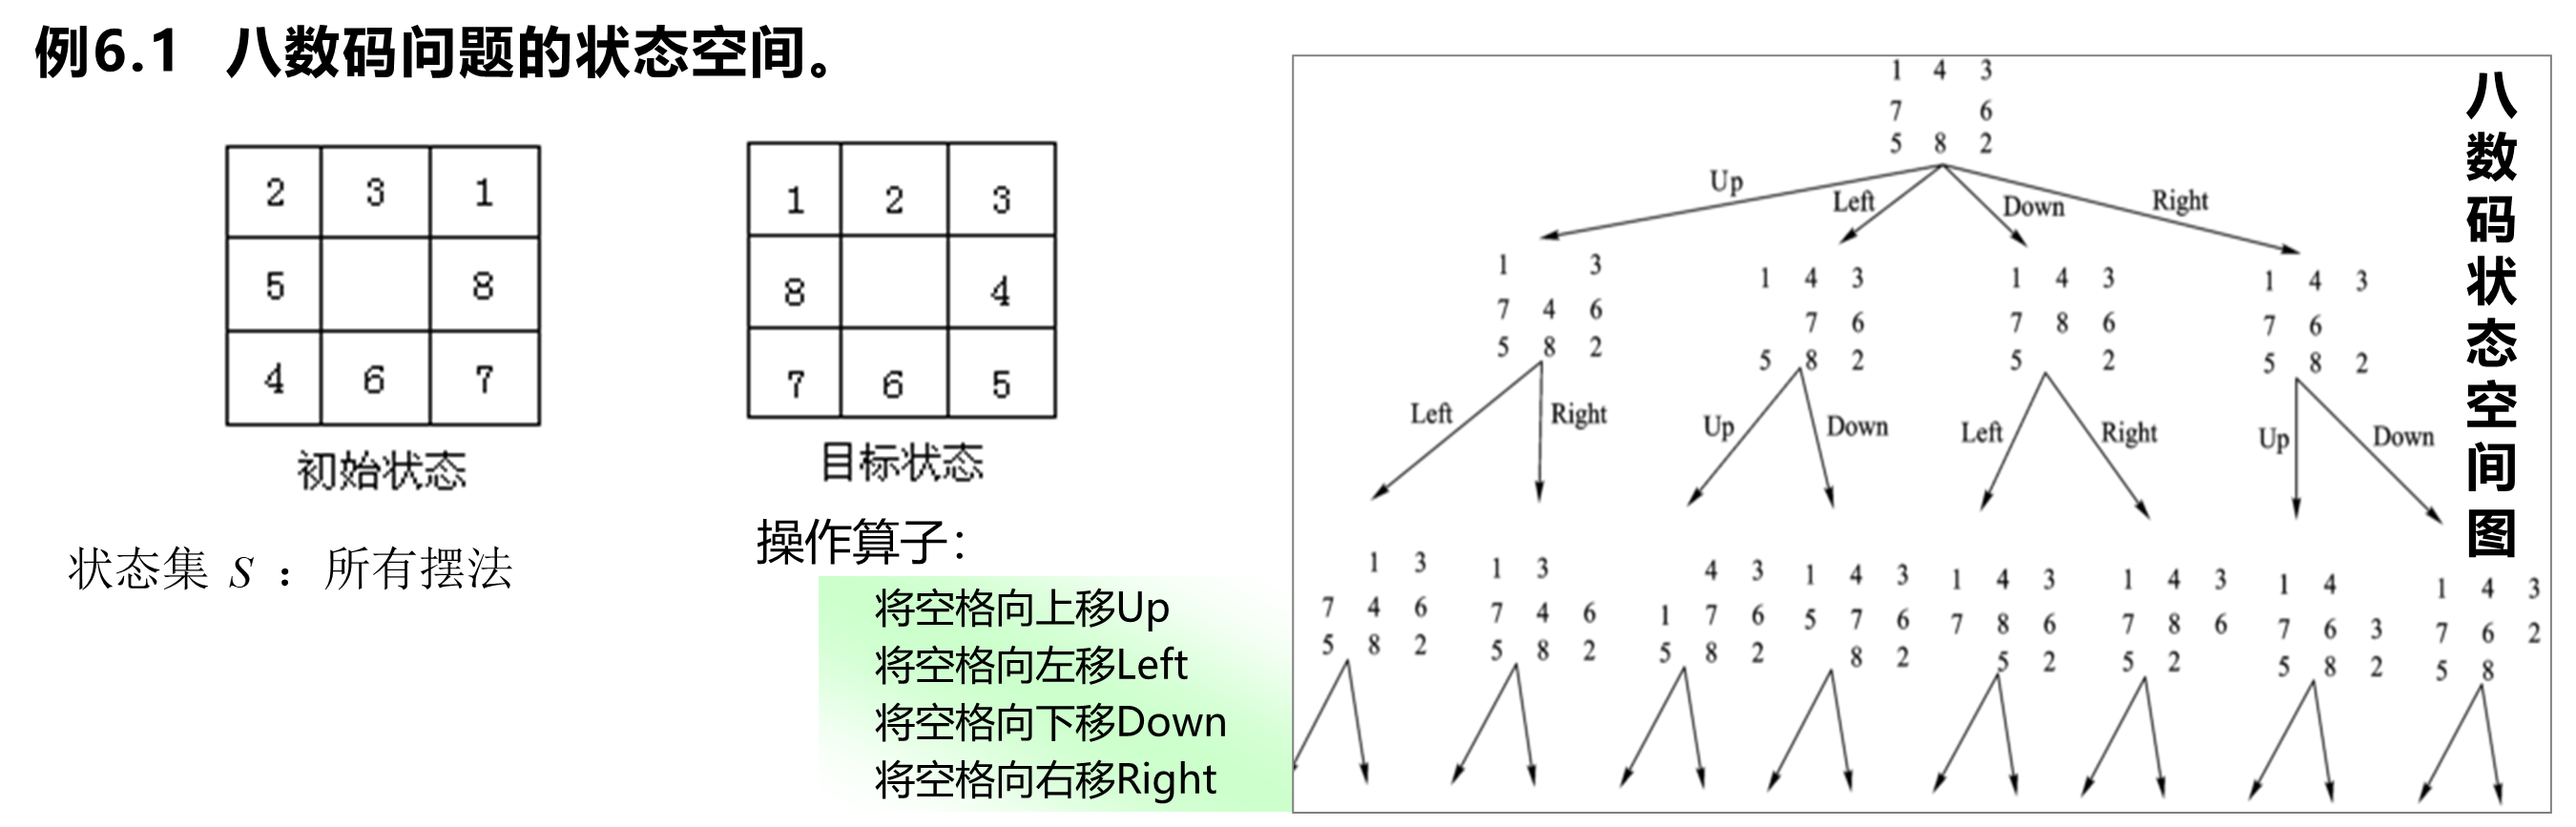 例6.1 八数码问题的状态空间。
2 3 1
5 8
4 6 7
初始状态
1 2 3
8 4
7 6 5
目标状态
状态集 S ：所有摆法
操作算子：
将空格向上移Up
将空格向左移Left
将空格向下移Down
将空格向右移Right
八数码状态空间图
1 4 3
7 6
5 8 2
Up Left Down Right
1 3
7 4 6
5 8 2
1 4 3
7 6
5 8 2
1 4 3
7 8 6
5 2
1 4 3
7 6
5 8 2
Left Right Up Down Left Right Up Down
1 3
7 4 6
5 8 2
1 3
7 4 6
5 8 2
4 3
1 7 6
5 8 2
1 4 3
5 7 6
8 2
1 4 3
7 8 6
5 2
1 4 3
7 8 6
5 2
1 4
7 6 3
5 8 2
1 4 3
7 6 2
5 8